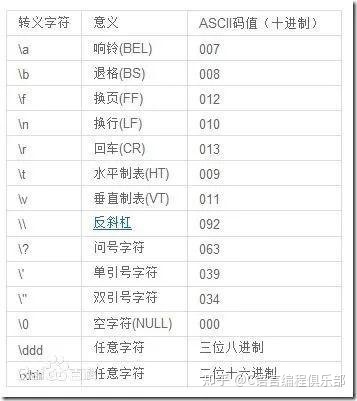 转义字符 意义 ASCII码值（十进制）
\a 响铃(BEL) 007
\b 退格(BS) 008
\f 换页(FF) 012
\n 换行(LF) 010
\r 回车(CR) 013
\t 水平制表(HT) 009
\v 垂直制表(VT) 011
\\ 反斜杠 092
\? 问号字符 063
\' 单引号字符 039
\" 双引号字符 034
\0 空字符(NULL) 000
\ddd 任意字符 三位八进制
\xhh 任意字符 二位十六进制
知乎 @C语言编程俱乐部